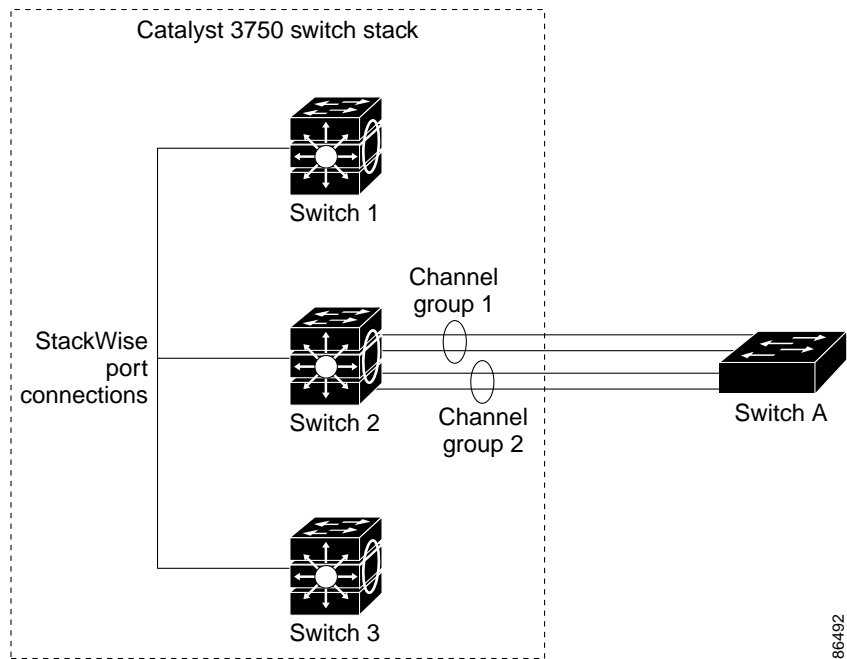 Catalyst 3750 switch stack
Switch 1
Channel
group 1
StackWise
port
connections
Switch 2
Channel
group 2
Switch A
Switch 3
86492